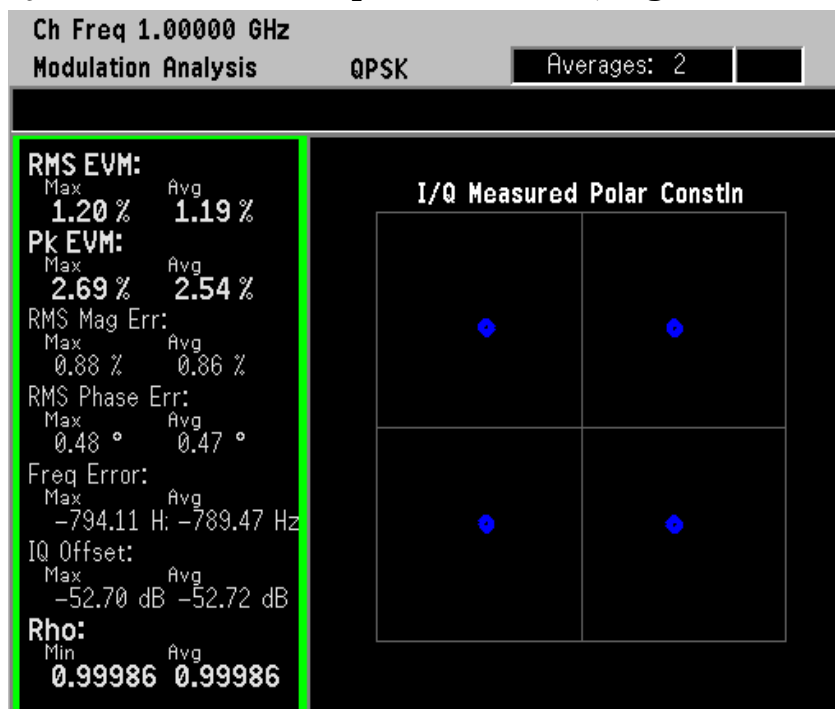 Ch Freq 1.00000 GHz
Modulation Analysis QPSK Averages: 2
RMS EVM:
Max Avg
1.20 % 1.19 %
Pk EVM:
Max Avg
2.69 % 2.54 %
RMS Mag Err:
Max Avg
0.88 % 0.86 %
RMS Phase Err:
Max Avg
0.48 ° 0.47 °
Freq Error:
Max Avg
-794.11 H: -789.47 Hz
IQ Offset:
Max Avg
-52.70 dB -52.72 dB
Rho:
Min Avg
0.99986 0.99986
I/Q Measured Polar Constln